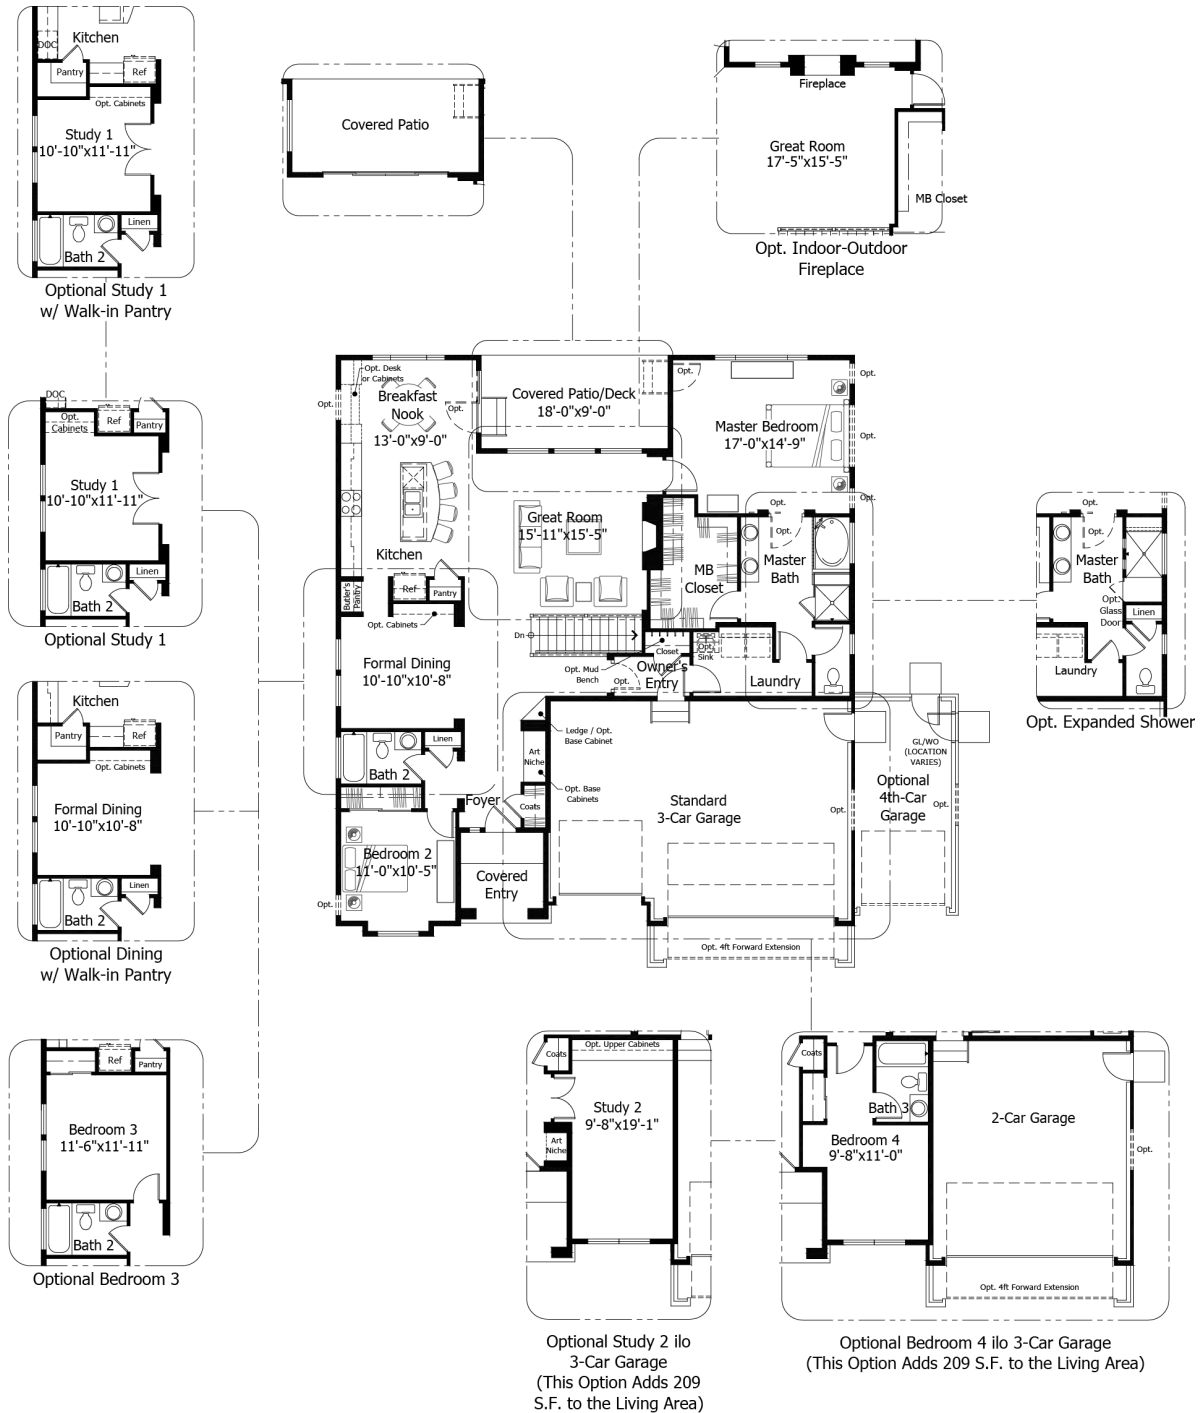 Kitchen
DOC
Pantry
Ref
Opt. Cabinets
Study 1
10'-10"x11'-11"
Linen
Bath 2
Optional Study 1
w/ Walk-in Pantry
Covered Patio
Fireplace
Great Room
17'-5"x15'-5"
MB Closet
Opt. Indoor-Outdoor
Fireplace
DOC
Opt.
Cabinets
Ref
Pantry
Study 1
10'-10"x11'-11"
Linen
Bath 2
Optional Study 1
Kitchen
Pantry
Ref
Opt. Cabinets
Formal Dining
10'-10"x10'-8"
Linen
Bath 2
Optional Dining
w/ Walk-in Pantry
Ref
Pantry
Bedroom 3
11'-6"x11'-11"
Bath 2
Optional Bedroom 3
Opt. Desk
or Cabinets
Breakfast
Nook
13'-0"x9'-0"
Opt.
Opt.
Covered Patio/Deck
18'-0"x9'-0"
Opt.
Opt.
Master Bedroom
17'-0"x14'-9"
Opt.
Opt.
Great Room
15'-11"x15'-5"
Kitchen
Butler's
Pantry
Ref
Pantry
Opt. Cabinets
MB
Closet
Opt.
Opt.
Master
Bath
Dn
Closet
Opt.
Sink
Opt. Mud
Bench
Owner's
Entry
Opt.
Laundry
Formal Dining
10'-10"x10'-8"
Linen
Bath 2
Ledge / Opt.
Base Cabinet
Art
Niche
Opt. Base
Cabinets
Foyer
Coats
Standard
3-Car Garage
Opt.
GL/WO
(LOCATION
VARIES)
Optional
4th-Car
Garage
Opt.
Bedroom 2
11'-0"x10'-5"
Opt.
Covered
Entry
Opt. 4ft Forward Extension
Opt.
Master
Bath
Opt.
Glass
Door
Linen
Laundry
Opt. Expanded Shower
Coats
Opt. Upper Cabinets
Study 2
9'-8"x19'-1"
Art
Niche
Optional Study 2 ilo
3-Car Garage
(This Option Adds 209
S.F. to the Living Area)
Coats
Bath 3
Bedroom 4
9'-8"x11'-0"
2-Car Garage
Opt.
Opt. 4ft Forward Extension
Optional Bedroom 4 ilo 3-Car Garage
(This Option Adds 209 S.F. to the Living Area)